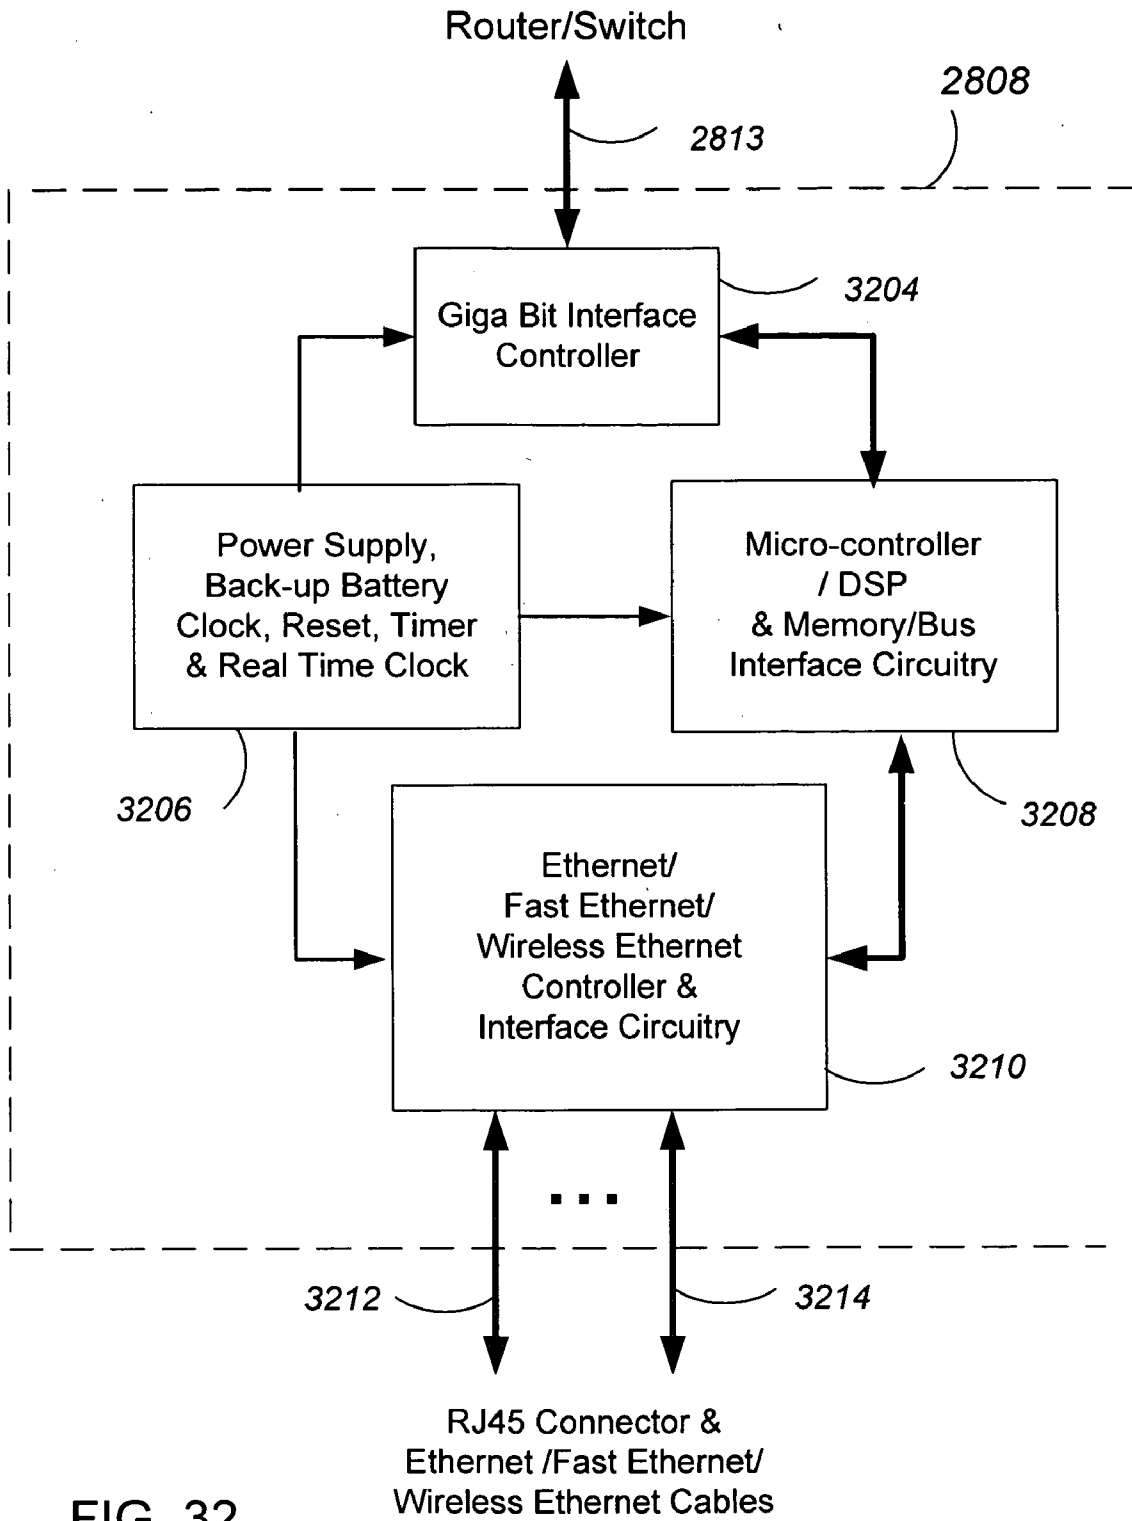 Router/Switch
2808
2813
3204
Giga Bit Interface
Controller
Power Supply,
Back-up Battery
Clock, Reset, Timer
& Real Time Clock
Micro-controller
/ DSP
& Memory/Bus
Interface Circuitry
3206
3208
Ethernet/
Fast Ethernet/
Wireless Ethernet
Controller &
Interface Circuitry
3210
3212
3214
RJ45 Connector &
Ethernet /Fast Ethernet/
Wireless Ethernet Cables
FIG. 32